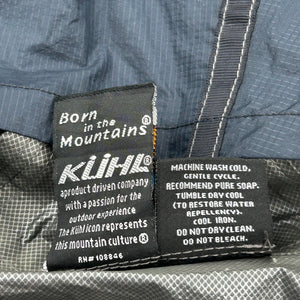 Born
in the
Mountains®
KÜHL®
a product driven company
with a passion for the
outdoor experience
The Kühl icon represents
this mountain culture®
RN# 108846
MACHINE WASH COLD,
GENTLE CYCLE.
RECOMMEND PURE SOAP.
TUMBLE DRY COOL
(TO RESTORE WATER
REPELLENCY).
COOL IRON.
DO NOT DRY CLEAN.
DO NOT BLEACH.